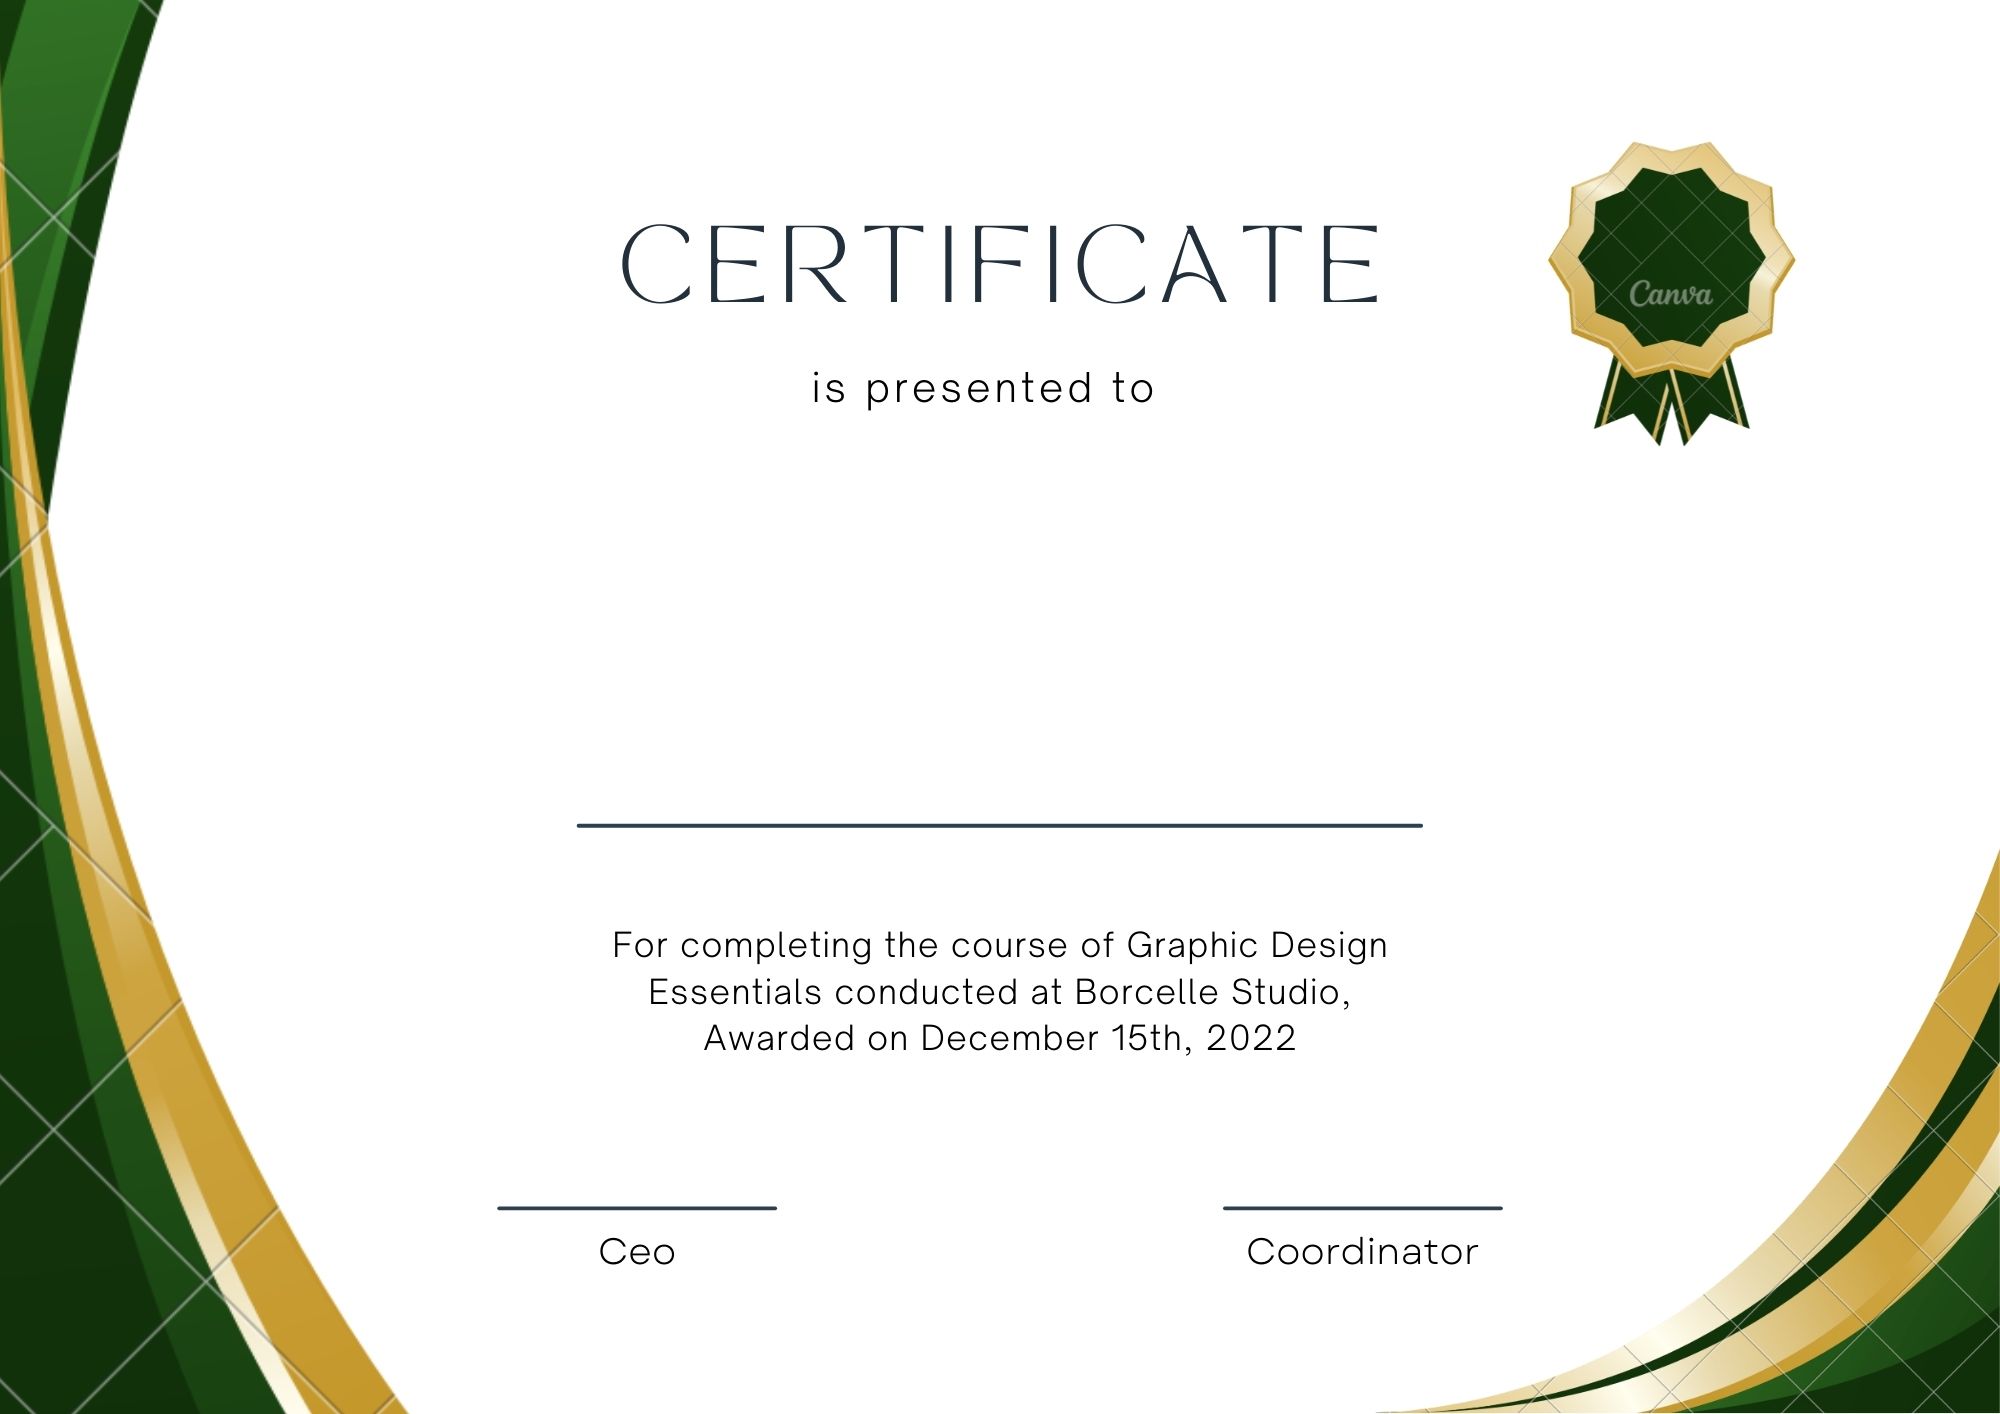 CERTIFICATE
is presented to
Canva
For completing the course of Graphic Design
Essentials conducted at Borcelle Studio,
Awarded on December 15th, 2022
Ceo
Coordinator